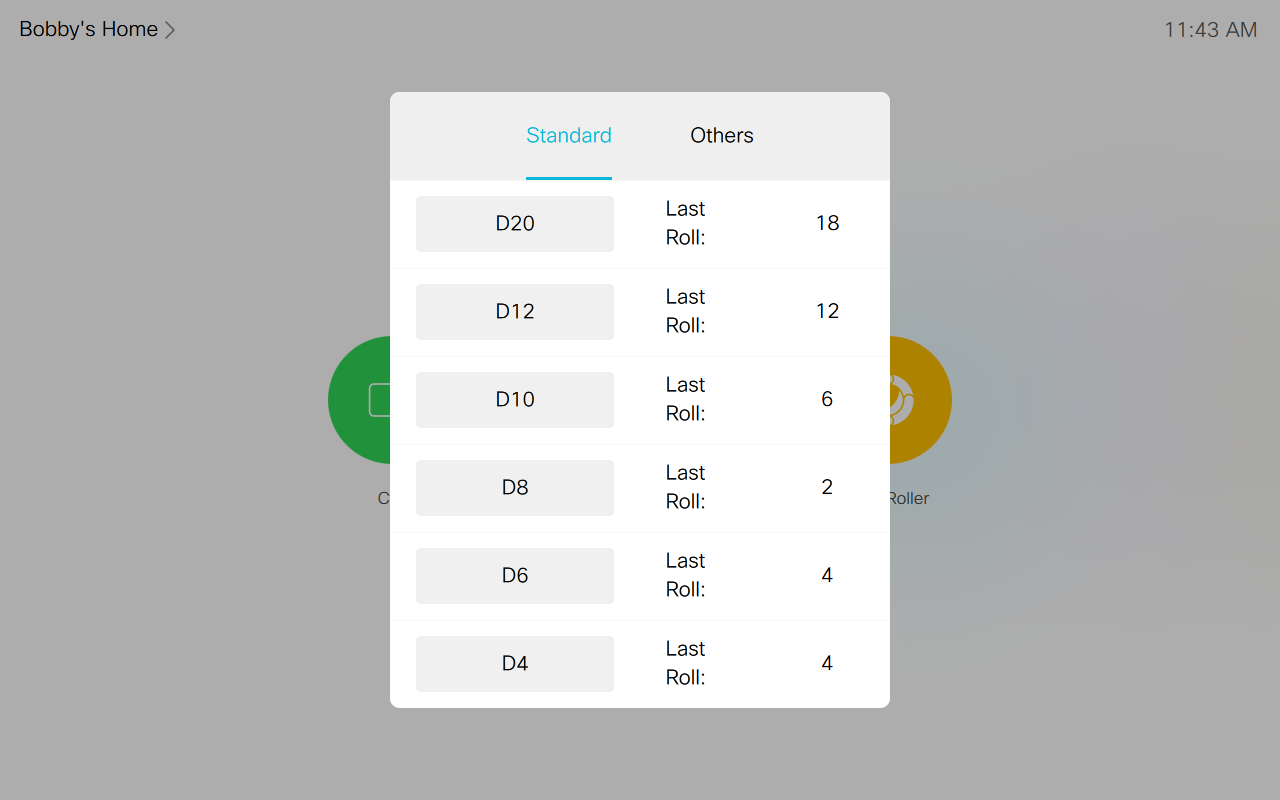 Bobby's Home
11:43 AM
Standard
Others
D20
Last
Roll:
18
D12
Last
Roll:
12
D10
Last
Roll:
6
D8
Last
Roll:
2
C
Roller
D6
Last
Roll:
4
D4
Last
Roll:
4